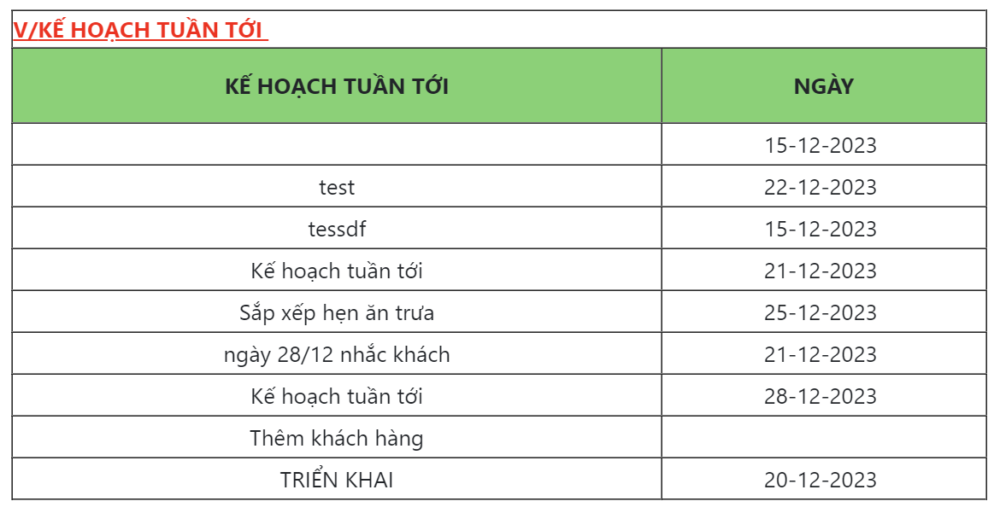 V/KẾ HOẠCH TUẦN TỚI
KẾ HOẠCH TUẦN TỚI NGÀY
15-12-2023
test 22-12-2023
tessdf 15-12-2023
Kế hoạch tuần tới 21-12-2023
Sắp xếp hẹn ăn trưa 25-12-2023
ngày 28/12 nhắc khách 21-12-2023
Kế hoạch tuần tới 28-12-2023
Thêm khách hàng
TRIỂN KHAI 20-12-2023